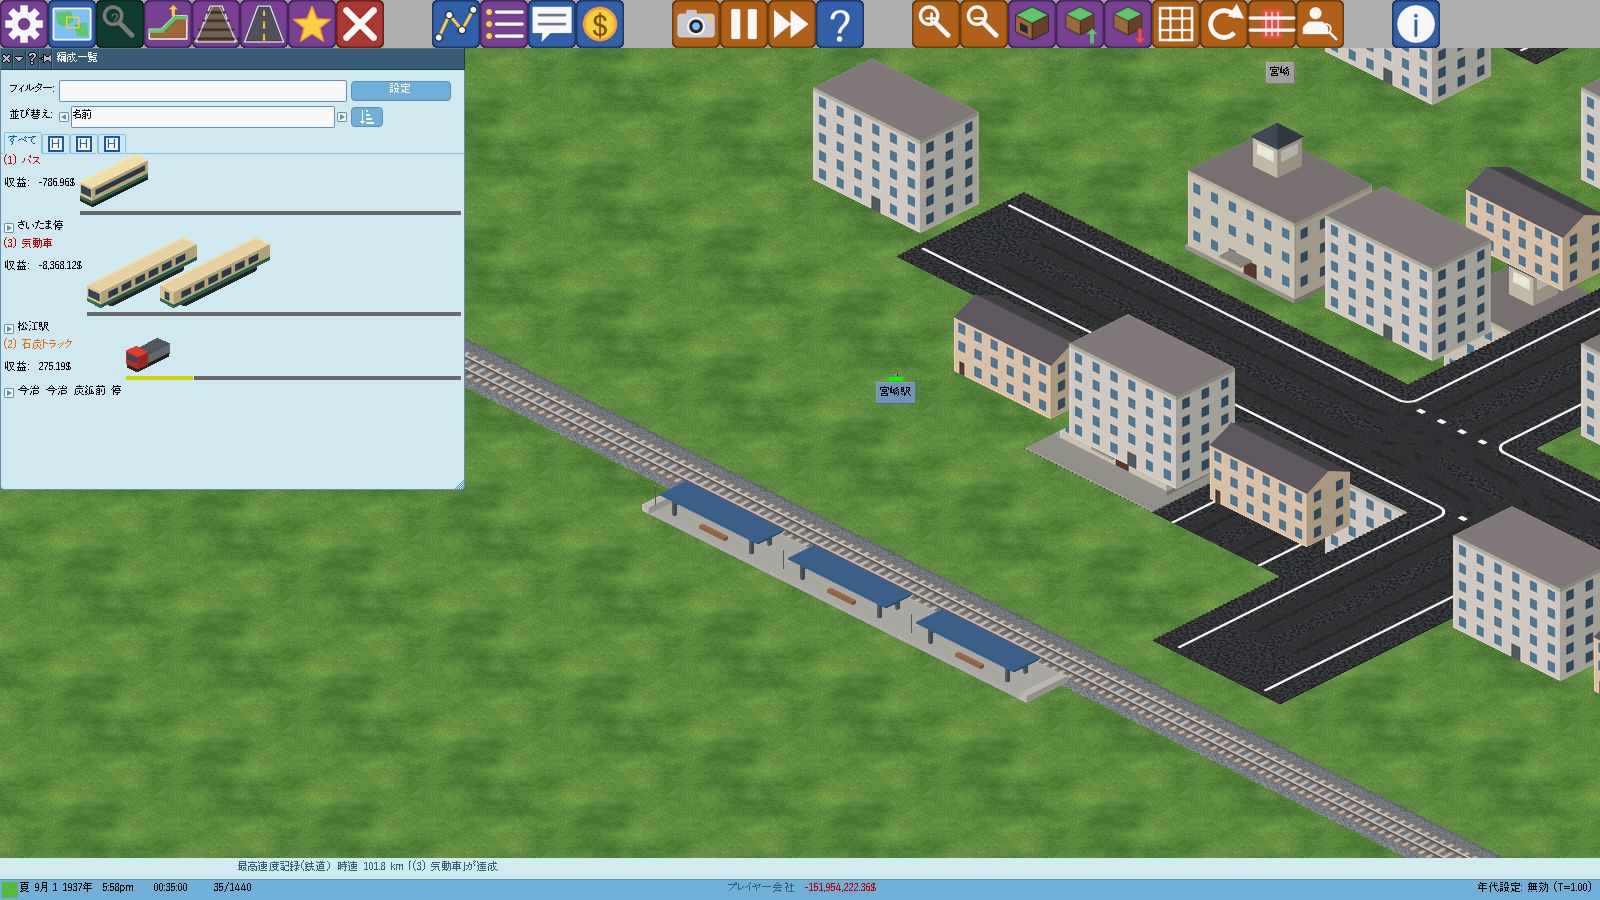 編成一覧
フィルター:
設定
並び替え:
名前
すべて
(1) バス
収益: -786.96$
さいたま停
(3) 気動車
収益: -8,368.12$
松江駅
(2) 石炭トラック
収益: 275.19$
今治 今治 炭鉱前 停
宮崎
宮崎駅
最高速度記録(鉄道) 時速 101.8 km 「(3) 気動車」が達成
夏 9月 1 1937年 5:58pm 00:35:00 35/1440
プレイヤー会社 -151,954,222.36$
年代設定: 無効 (T=1.00)